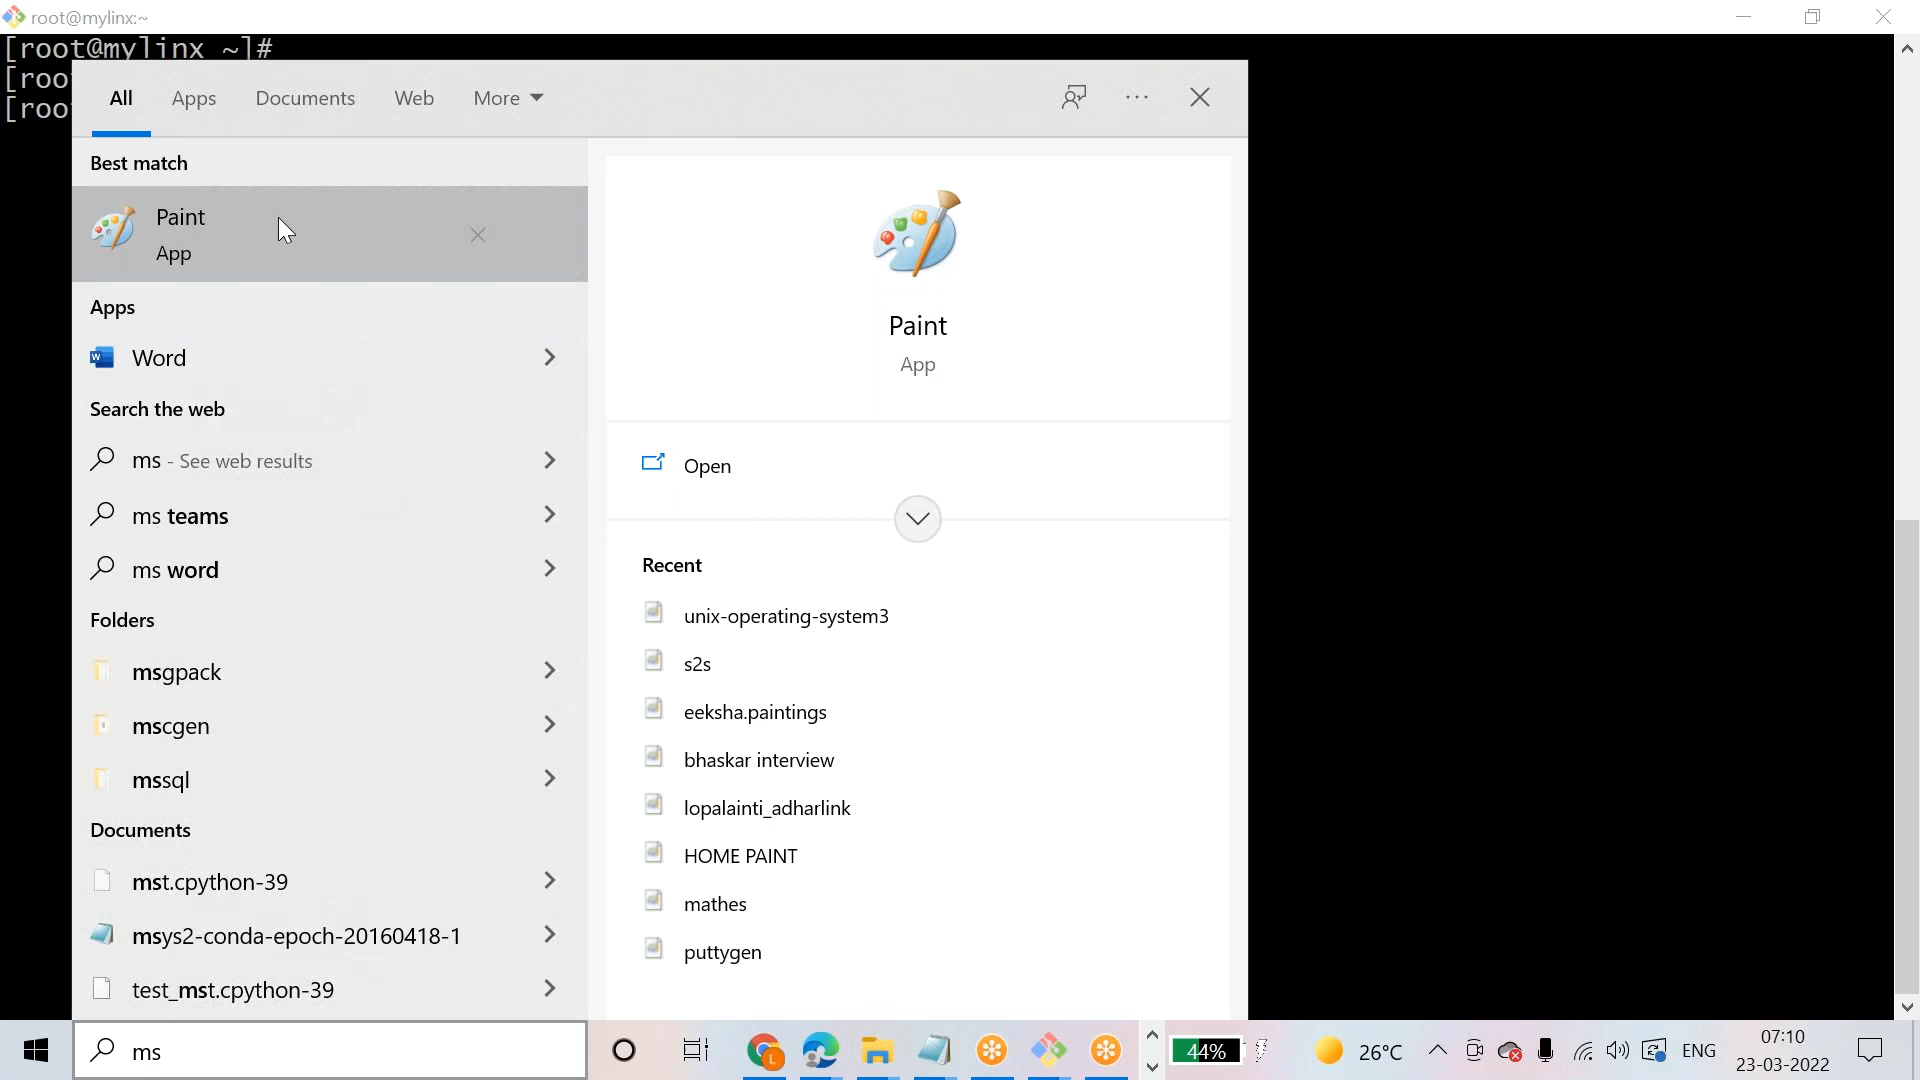 root@mylinx:~
[root@mylinx ~]#
[roo
[roo
All Apps Documents Web More
Best match
Paint
App
Apps
Word
Search the web
ms - See web results
ms teams
ms word
Folders
msgpack
mscgen
mssql
Documents
mst.cpython-39
msys2-conda-epoch-20160418-1
test_mst.cpython-39
Paint
App
Open
Recent
unix-operating-system3
s2s
eeksha.paintings
bhaskar interview
lopalainti_adharlink
HOME PAINT
mathes
puttygen
ms
L
44%
26°C
ENG
07:10
23-03-2022